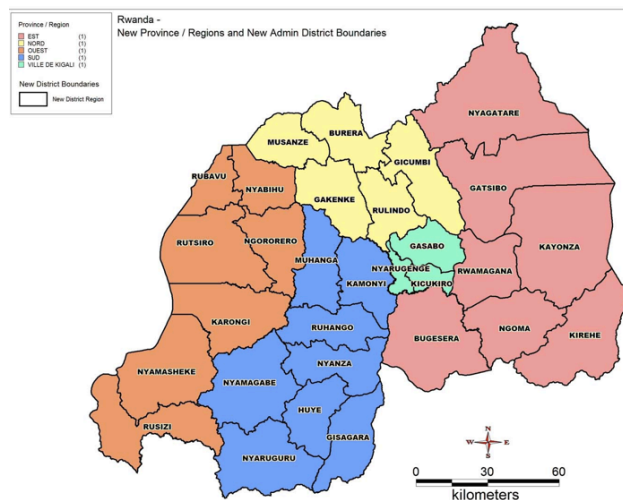 Province / Region
EST (1)
NORD (1)
OUEST (1)
SUD (1)
VILLE DE KIGALI (1)
New District Boundaries
New District Region
Rwanda -
New Province / Regions and New Admin District Boundaries
NYAGATARE
BURERA
MUSANZE
GICUMBI
RUBAVU
NYABIHU
GATSIBO
GAKENKE
RULINDO
RUTSIRO
NGORORERO
GASABO
KAYONZA
MUHANGA
NYARUGENGE
RWAMAGANA
KAMONYI
KICUKIRO
KARONGI
RUHANGO
BUGESERA
NGOMA
KIREHE
NYAMASHEKE
NYAMAGABE
NYANZA
RUSIZI
HUYE
GISAGARA
NYARUGURU
N
W E
S
0 15 30 60
kilometers